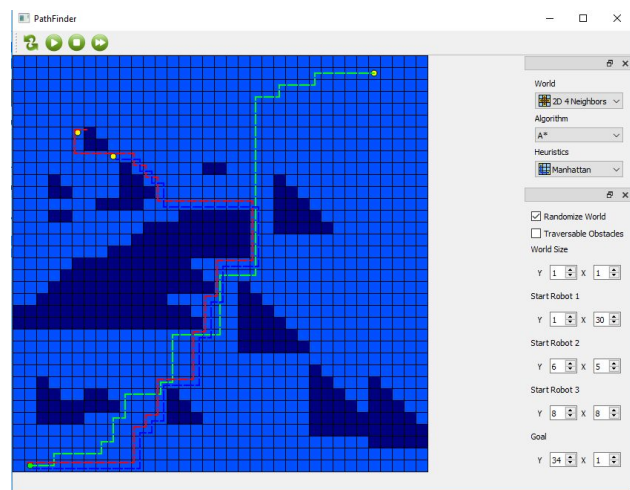 PathFinder
World
2D 4 Neighbors
Algorithm
A*
Heuristics
Manhattan
Randomize World
Traversable Obstacles
World Size
Y 1 X 1
Start Robot 1
Y 1 X 30
Start Robot 2
Y 6 X 5
Start Robot 3
Y 8 X 8
Goal
Y 34 X 1